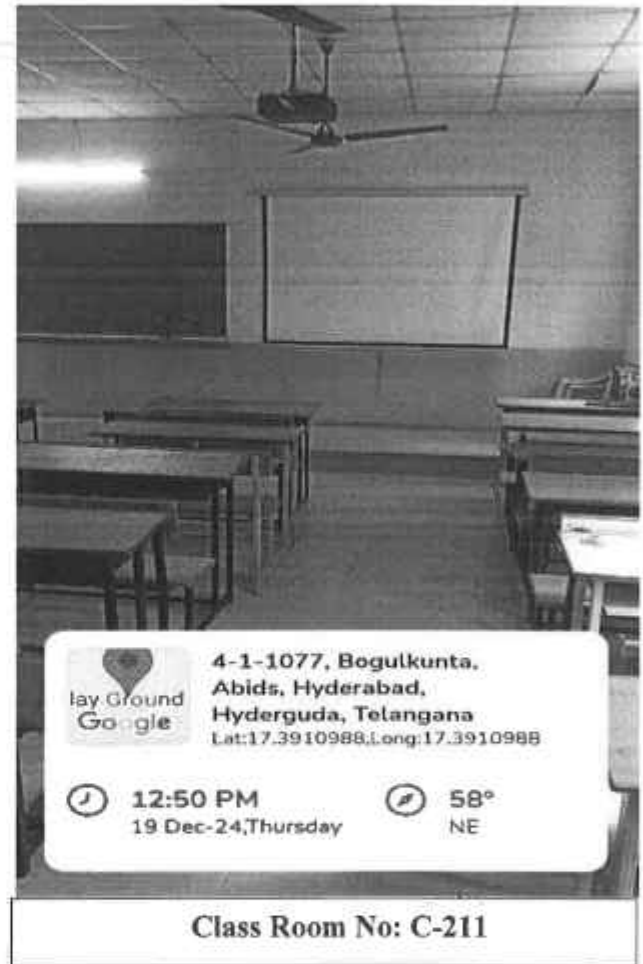 lay Ground
Google
4-1-1077, Bogulkunta,
Abids, Hyderabad,
Hyderguda, Telangana
Lat:17.3910988,Long:17.3910988
12:50 PM
19 Dec-24,Thursday
58°
NE
Class Room No: C-211